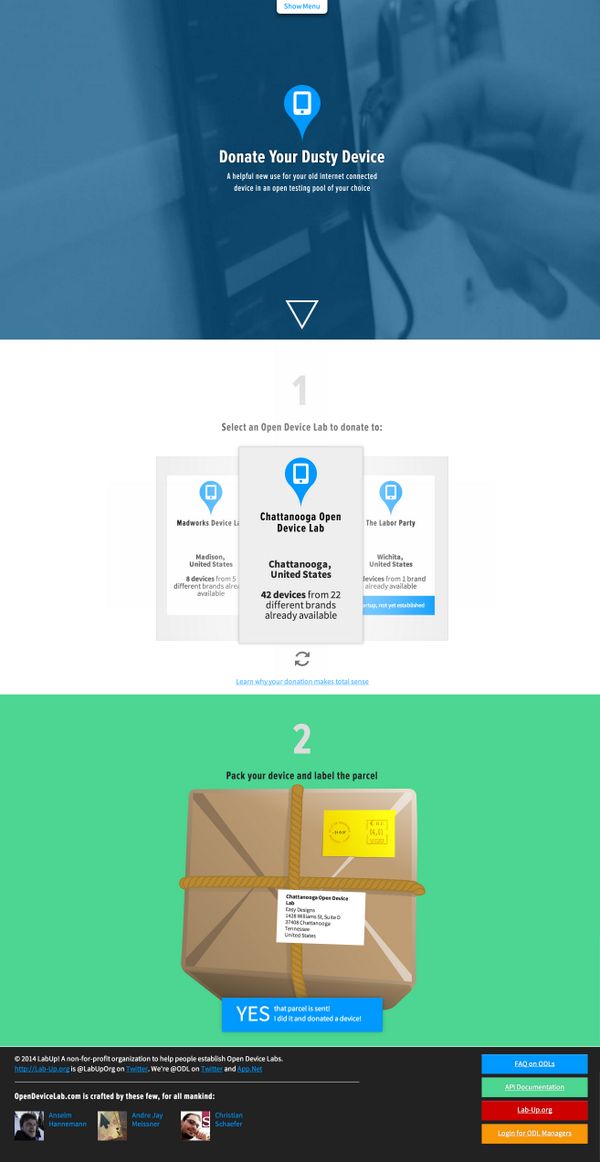 Show Menu
Donate Your Dusty Device
A helpful new use for your old internet connected
device in an open testing pool of your choice
1
Select an Open Device Lab to donate to:
Madworks Device La
Madison,
United States
8 devices from 5
different brands alrea
available
Chattanooga Open
Device Lab
Chattanooga,
United States
42 devices from 22
different brands
already available
The Labor Party
Wichita,
United States
devices from 1 brand
already available
artup, not yet established
Learn why your donation makes total sense
2
Pack your device and label the parcel
Chattanooga Open Device
Lab
Easy Designs
1428 Williams St, Suite D
37408 Chattanooga
Tennessee
United States
YES that parcel is sent!
I did it and donated a device!
© 2014 LabUp! A non-for-profit organization to help people establish Open Device Labs.
http://Lab-Up.org is @LabUpOrg on Twitter. We're @ODL on Twitter and App.Net
OpenDeviceLab.com is crafted by these few, for all mankind:
Anselm
Hannemann
Andre Jay
Meissner
Christian
Schaefer
FAQ on ODLs
API Documentation
Lab-Up.org
Login for ODL Managers